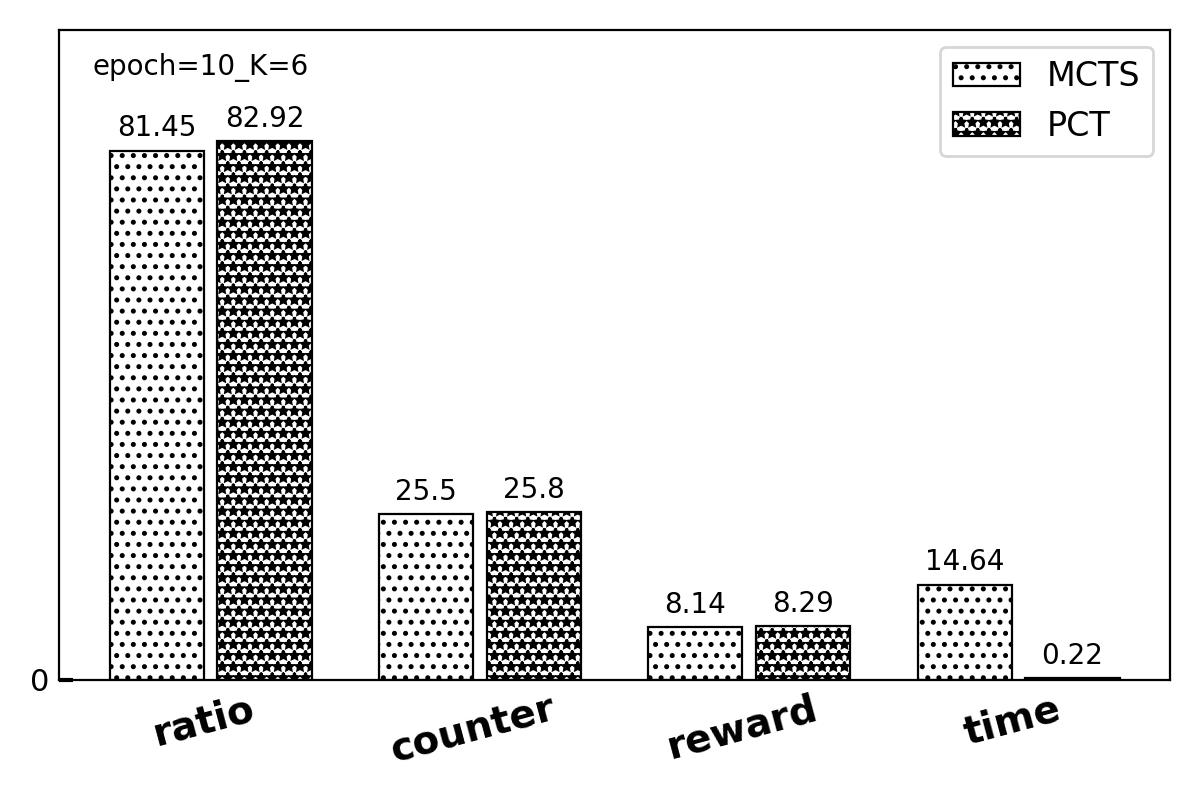 epoch=10_K=6
MCTS
PCT
81.45
82.92
25.5
25.8
8.14
8.29
14.64
0.22
0
ratio
counter
reward
time